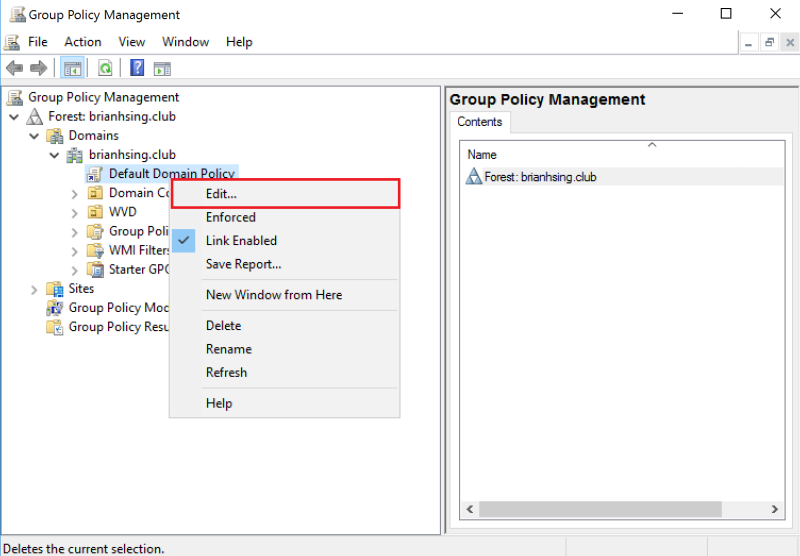 Group Policy Management
File Action View Window Help
Group Policy Management
Forest: brianhsing.club
Domains
brianhsing.club
Default Domain Policy
Domain Co
WVD
Group Poli
WMI Filters
Starter GPO
Sites
Group Policy Mod
Group Policy Resu
Edit...
Enforced
Link Enabled
Save Report...
New Window from Here
Delete
Rename
Refresh
Help
Group Policy Management
Contents
Name
Forest: brianhsing.club
Deletes the current selection.